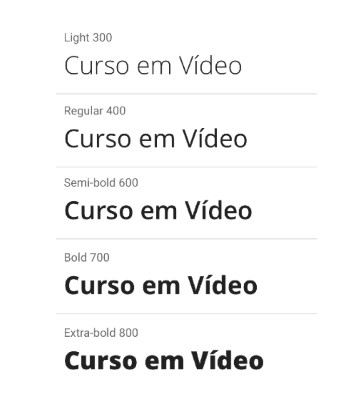 Light 300
Curso em Vídeo
Regular 400
Curso em Vídeo
Semi-bold 600
Curso em Vídeo
Bold 700
Curso em Vídeo
Extra-bold 800
Curso em Vídeo